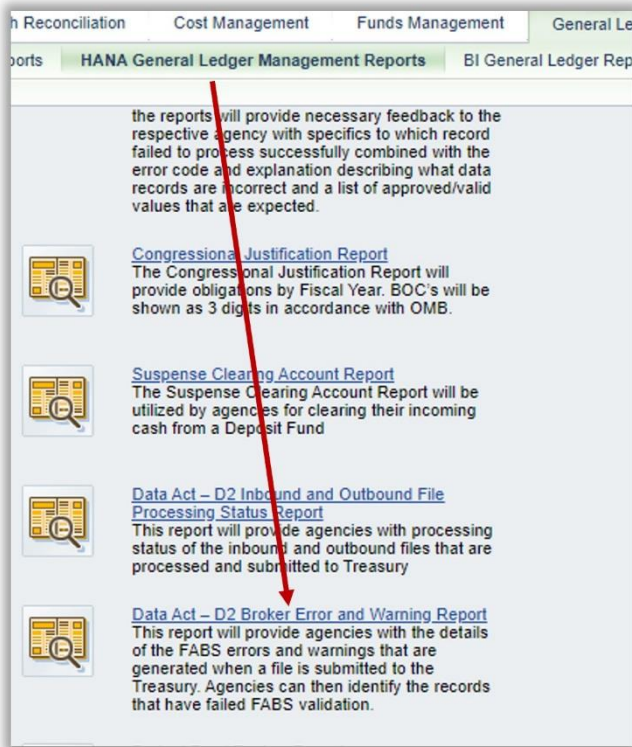 h Reconciliation Cost Management Funds Management General Le
orts HANA General Ledger Management Reports BI General Ledger Rep
the reports will provide necessary feedback to the
respective agency with specifics to which record
failed to process successfully combined with the
error code and explanation describing what data
records are incorrect and a list of approved/valid
values that are expected.
Congressional Justification Report
The Congressional Justification Report will
provide obligations by Fiscal Year. BOC's will be
shown as 3 digits in accordance with OMB.
Suspense Clearing Account Report
The Suspense Clearing Account Report will be
utilized by agencies for clearing their incoming
cash from a Deposit Fund
Data Act – D2 Inbound and Outbound File
Processing Status Report
This report will provide agencies with processing
status of the inbound and outbound files that are
processed and submitted to Treasury
Data Act – D2 Broker Error and Warning Report
This report will provide agencies with the details
of the FABS errors and warnings that are
generated when a file is submitted to the
Treasury. Agencies can then identify the records
that have failed FABS validation.